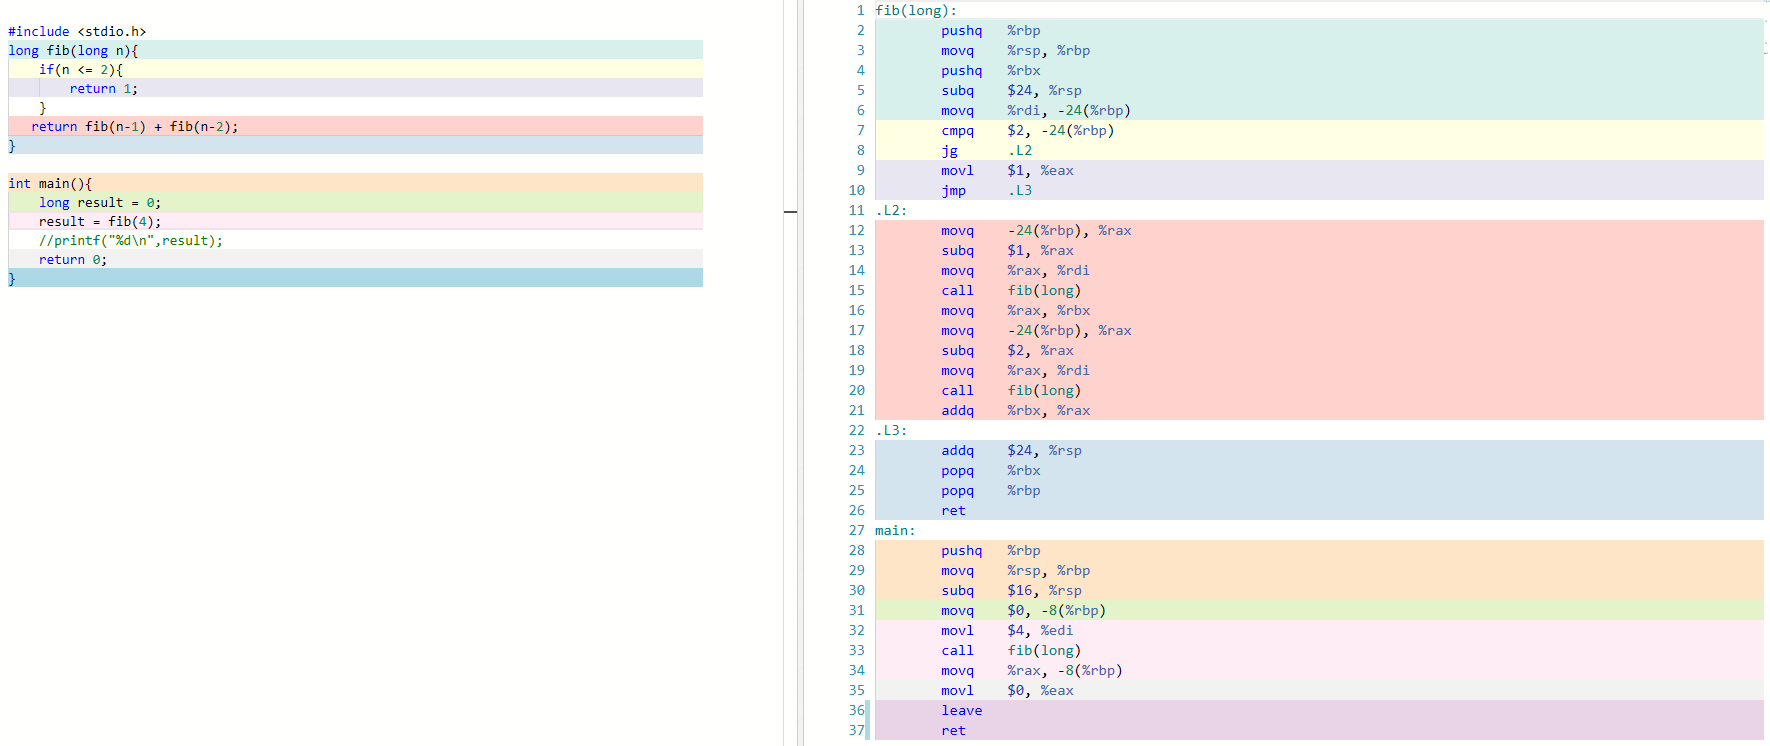 #include <stdio.h>
long fib(long n){
    if(n <= 2){
        return 1;
    }
   return fib(n-1) + fib(n-2);
}
int main(){
    long result = 0;
    result = fib(4);
    //printf("%d\n",result);
    return 0;
}
1 fib(long):
2         pushq   %rbp
3         movq    %rsp, %rbp
4         pushq   %rbx
5         subq    $24, %rsp
6         movq    %rdi, -24(%rbp)
7         cmpq    $2, -24(%rbp)
8         jg      .L2
9         movl    $1, %eax
10         jmp     .L3
11 .L2:
12         movq    -24(%rbp), %rax
13         subq    $1, %rax
14         movq    %rax, %rdi
15         call    fib(long)
16         movq    %rax, %rbx
17         movq    -24(%rbp), %rax
18         subq    $2, %rax
19         movq    %rax, %rdi
20         call    fib(long)
21         addq    %rbx, %rax
22 .L3:
23         addq    $24, %rsp
24         popq    %rbx
25         popq    %rbp
26         ret
27 main:
28         pushq   %rbp
29         movq    %rsp, %rbp
30         subq    $16, %rsp
31         movq    $0, -8(%rbp)
32         movl    $4, %edi
33         call    fib(long)
34         movq    %rax, -8(%rbp)
35         movl    $0, %eax
36         leave
37         ret